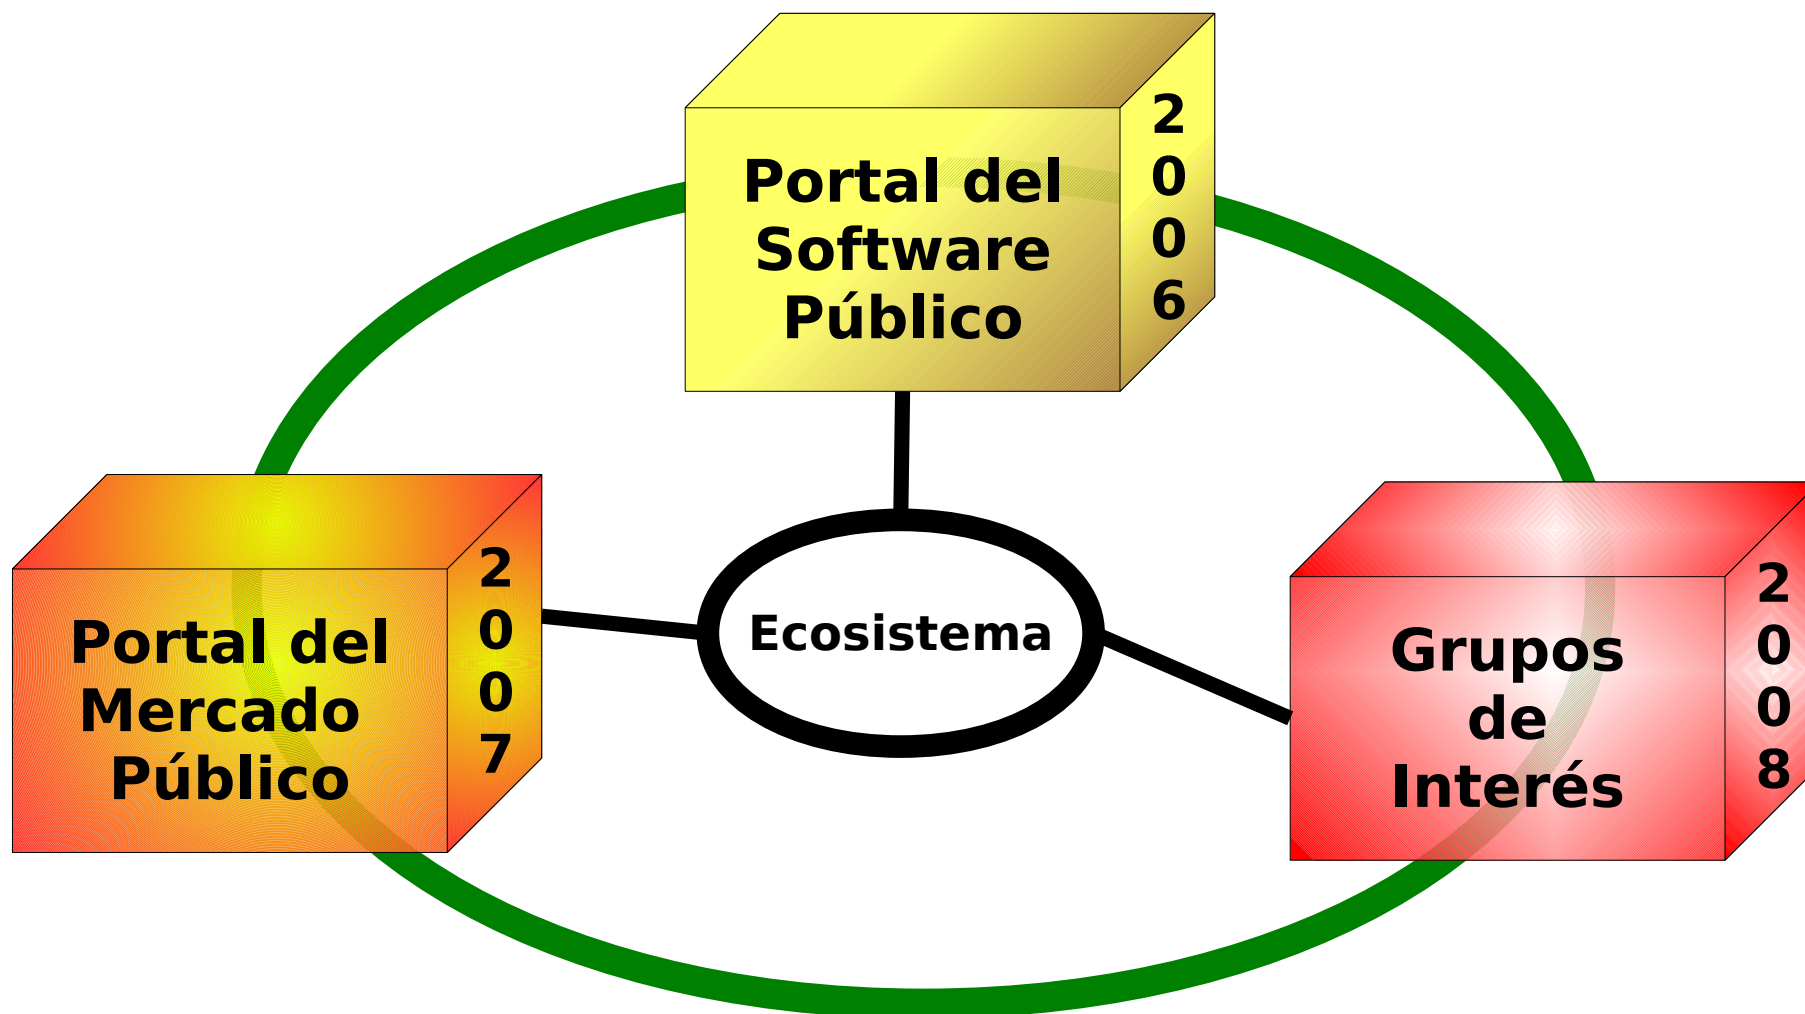 Portal del
Software
Público
2
0
0
6
Portal del
Mercado
Público
2
0
0
7
Ecosistema
Grupos
de
Interés
2
0
0
8